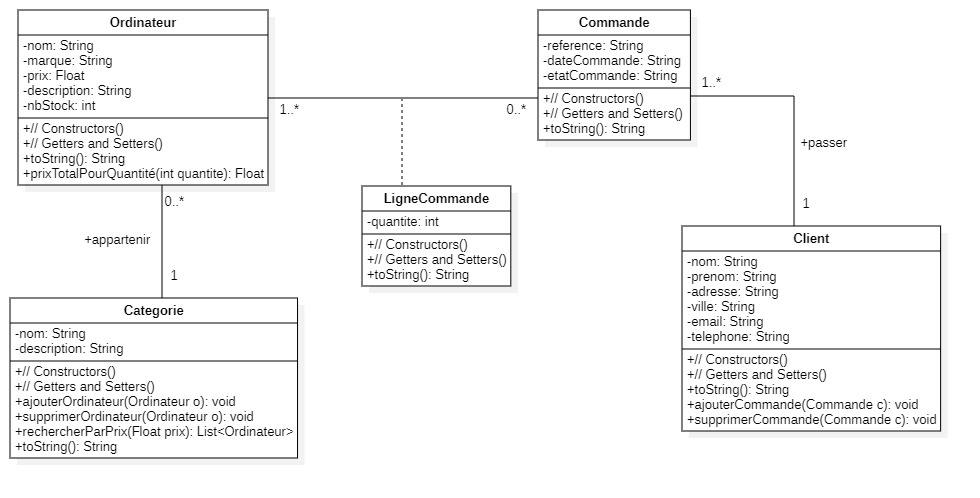 Ordinateur
-nom: String
-marque: String
-prix: Float
-description: String
-nbStock: int
+// Constructors()
+// Getters and Setters()
+toString(): String
+prixTotalPourQuantité(int quantite): Float
1..*
0..*
Commande
-reference: String
-dateCommande: String
-etatCommande: String
+// Constructors()
+// Getters and Setters()
+toString(): String
1..*
+passer
1
0..*
+appartenir
1
LigneCommande
-quantite: int
+// Constructors()
+// Getters and Setters()
+toString(): String
Client
-nom: String
-prenom: String
-adresse: String
-ville: String
-email: String
-telephone: String
+// Constructors()
+// Getters and Setters()
+toString(): String
+ajouterCommande(Commande c): void
+supprimerCommande(Commande c): void
Categorie
-nom: String
-description: String
+// Constructors()
+// Getters and Setters()
+ajouterOrdinateur(Ordinateur o): void
+supprimerOrdinateur(Ordinateur o): void
+rechercherParPrix(Float prix): List<Ordinateur>
+toString(): String